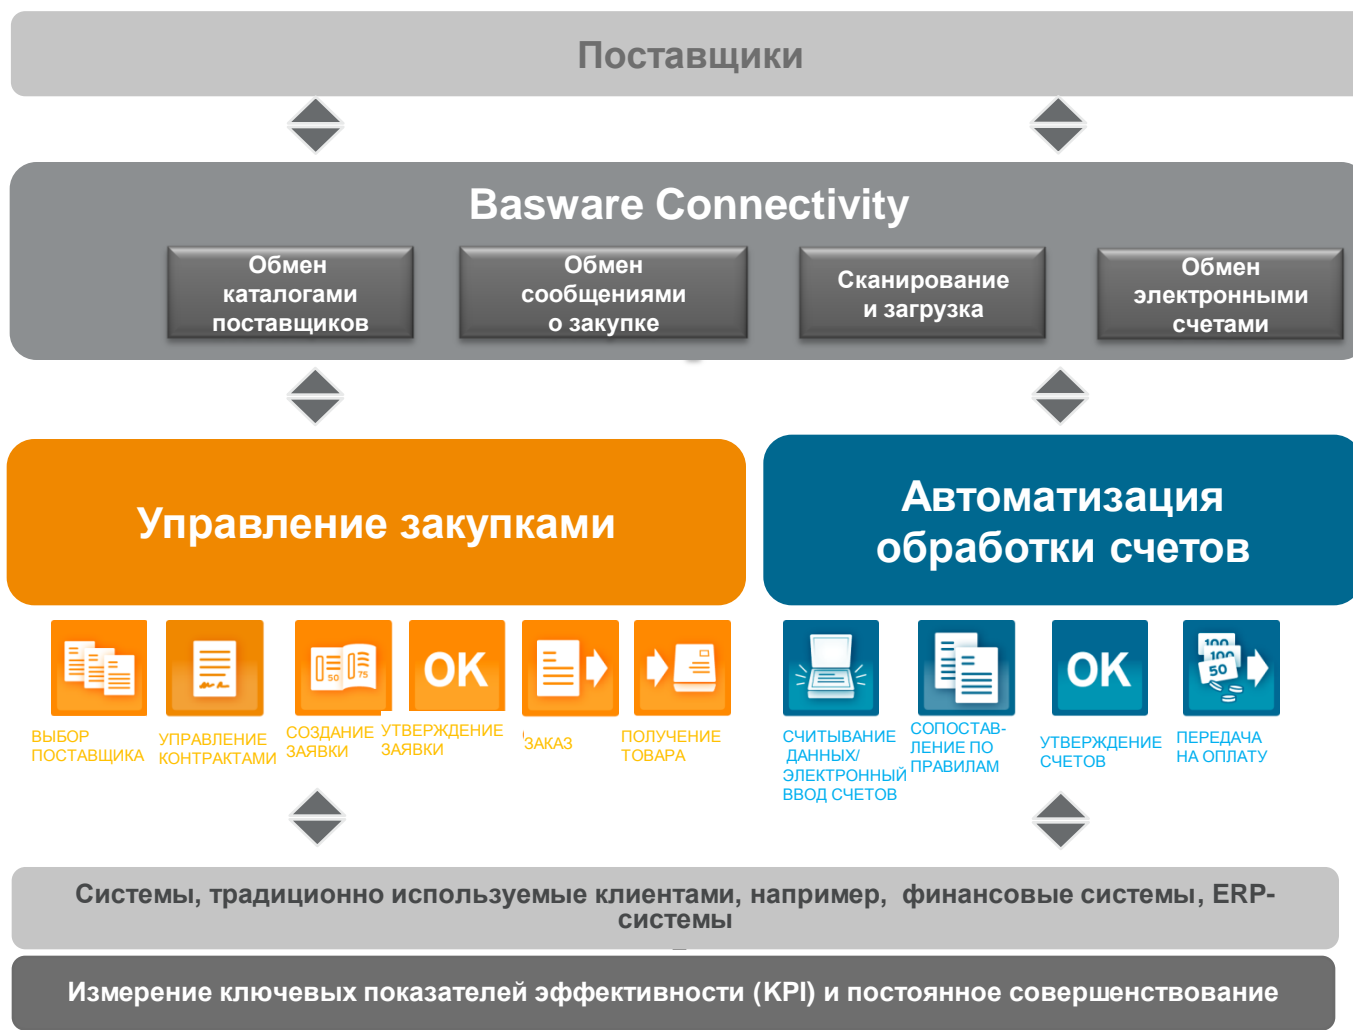 Поставщики
Basware Connectivity
Обмен
каталогами
поставщиков
Обмен
сообщениями
о закупке
Сканирование
и загрузка
Обмен
электронными
счетами
Управление закупками
Автоматизация
обработки счетов
50
75
OK
OK
100
100
50
ВЫБОР
ПОСТАВЩИКА
УПРАВЛЕНИЕ
КОНТРАКТАМИ
СОЗДАНИЕ
ЗАЯВКИ
УТВЕРЖДЕНИЕ
ЗАЯВКИ
ЗАКАЗ
ПОЛУЧЕНИЕ
ТОВАРА
СЧИТЫВАНИЕ
ДАННЫХ/
ЭЛЕКТРОННЫЙ
ВВОД СЧЕТОВ
СОПОСТАВ-
ЛЕНИЕ ПО
ПРАВИЛАМ
УТВЕРЖДЕНИЕ
СЧЕТОВ
ПЕРЕДАЧА
НА ОПЛАТУ
Системы, традиционно используемые клиентами, например, финансовые системы, ERP-
системы
Измерение ключевых показателей эффективности (KPI) и постоянное совершенствование